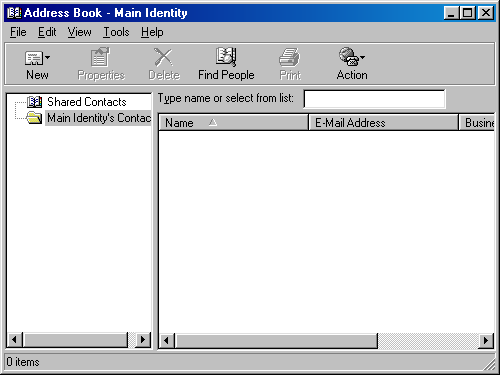 Address Book - Main Identity
File Edit View Tools Help
New Properties Delete Find People Print Action
Shared Contacts
Main Identity's Contac
Type name or select from list:
Name E-Mail Address Busine
0 items